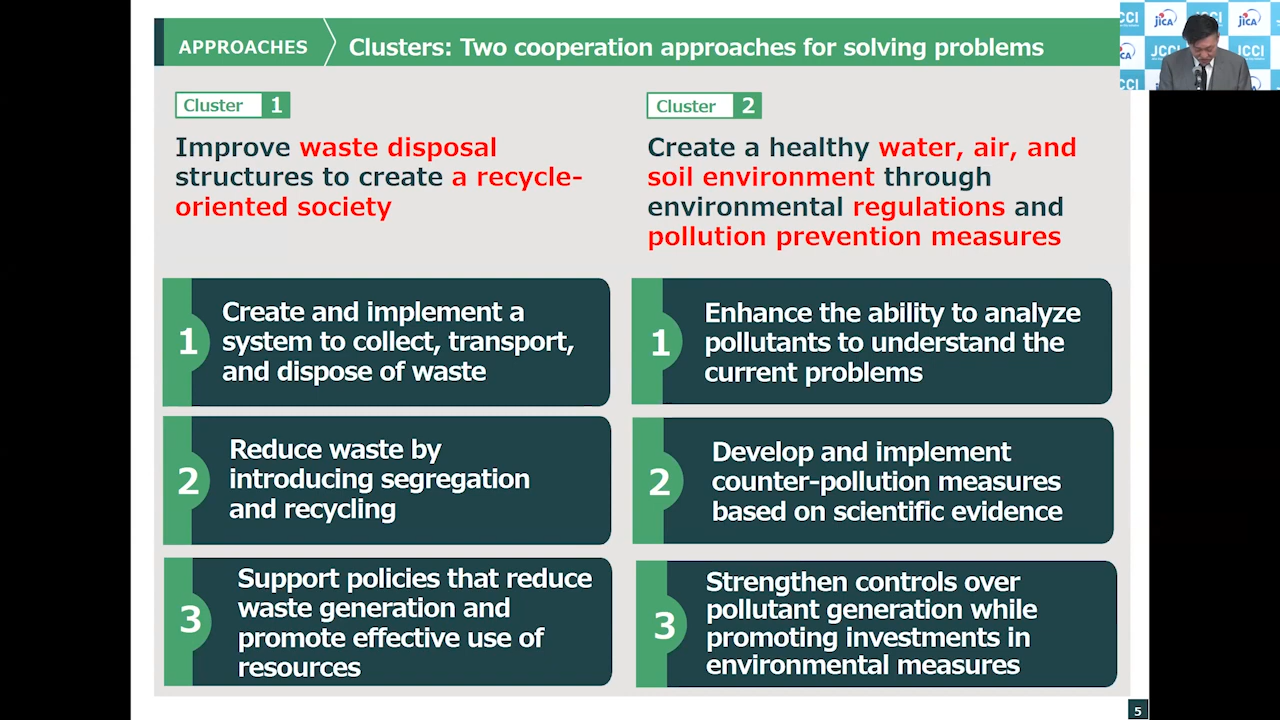 APPROACHES
Clusters: Two cooperation approaches for solving problems
Cluster 1
Improve waste disposal
structures to create a recycle-
oriented society
1
Create and implement a
system to collect, transport,
and dispose of waste
2
Reduce waste by
introducing segregation
and recycling
3
Support policies that reduce
waste generation and
promote effective use of
resources
Cluster 2
Create a healthy water, air, and
soil environment through
environmental regulations and
pollution prevention measures
1
Enhance the ability to analyze
pollutants to understand the
current problems
2
Develop and implement
counter-pollution measures
based on scientific evidence
3
Strengthen controls over
pollutant generation while
promoting investments in
environmental measures
5
JICA
JICA
JCCI
JCCI